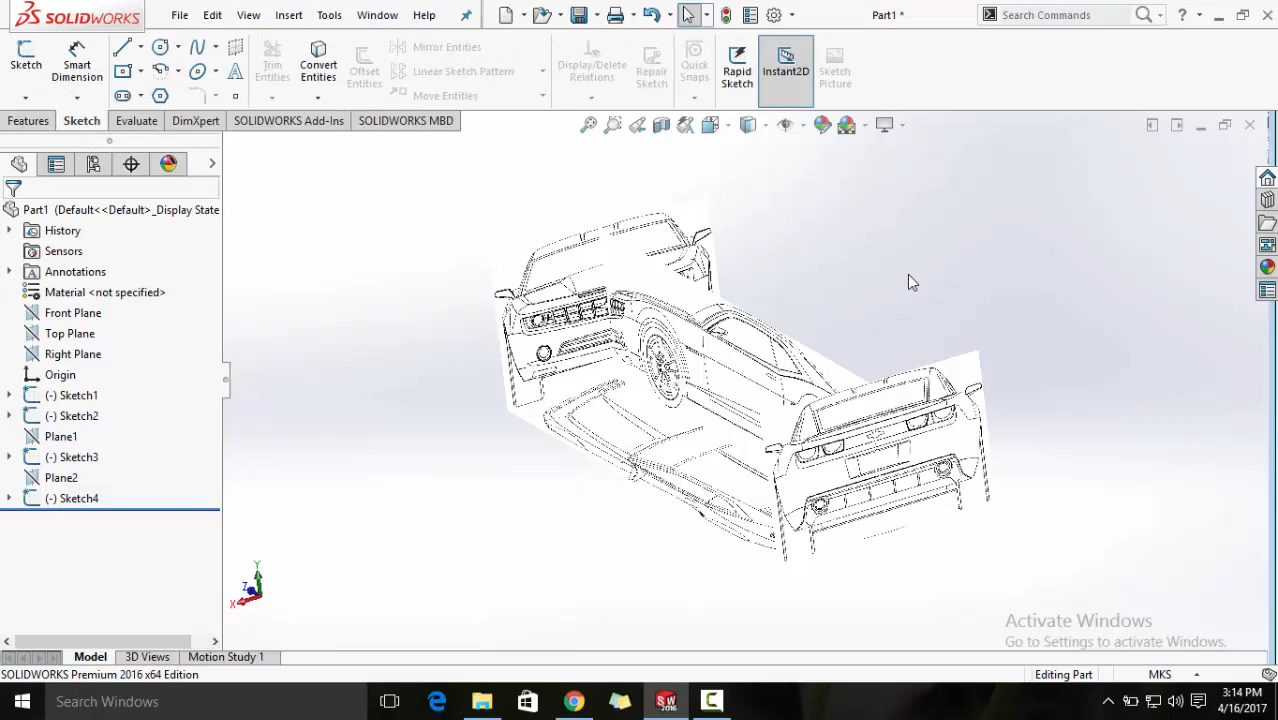 SOLIDWORKS File Edit View Insert Tools Window Help Part1 * Search Commands ?
Sketch Smart Dimension Trim Entities Convert Entities Offset Entities Mirror Entities Linear Sketch Pattern Move Entities Display/Delete Relations Repair Sketch Quick Snaps Rapid Sketch Instant2D Sketch Picture
Features Sketch Evaluate DimXpert SOLIDWORKS Add-Ins SOLIDWORKS MBD
Part1 (Default<<Default>_Display State
History
Sensors
Annotations
Material <not specified>
Front Plane
Top Plane
Right Plane
Origin
(-) Sketch1
(-) Sketch2
Plane1
(-) Sketch3
Plane2
(-) Sketch4
Y
Z
X
Activate Windows
Go to Settings to activate Windows.
Model 3D Views Motion Study 1
SOLIDWORKS Premium 2016 x64 Edition Editing Part MKS
Search Windows
SW
2016
3:14 PM
4/16/2017